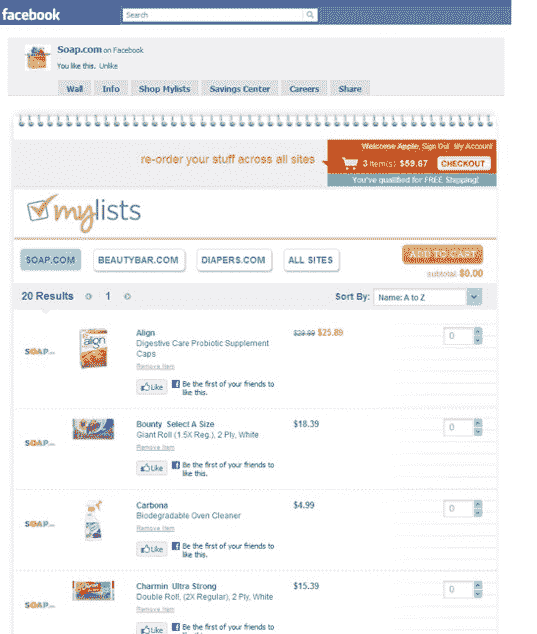 facebook
Search
Soap.com on Facebook
You like this. Unlike
Wall Info Shop Mylists Savings Center Careers Share
re-order your stuff across all sites
Welcome Apple, Sign Out My Account
3 item(s) $59.67 CHECKOUT
You've qualified for FREE Shipping!
mylists
SOAP.COM BEAUTYBAR.COM DIAPERS.COM ALL SITES
ADD TO CART
subtotal: $0.00
20 Results 1 Sort By: Name: A to Z
Align $25.89 0
Digestive Care Probiotic Supplement
Caps
SOAP
align
Remove Item
Like Be the first of your friends to
like this.
Bounty Select A Size $18.39 0
Giant Roll (1.5X Reg.), 2 Ply, White
SOAP
Remove Item
Like Be the first of your friends to
like this.
Carbona $4.99 0
Biodegradable Oven Cleaner
SOAP
Remove Item
Like Be the first of your friends to
like this.
Charmin Ultra Strong $15.39 0
Double Roll, (2X Regular), 2 Ply, White
SOAP
Remove Item
Like Be the first of your friends to